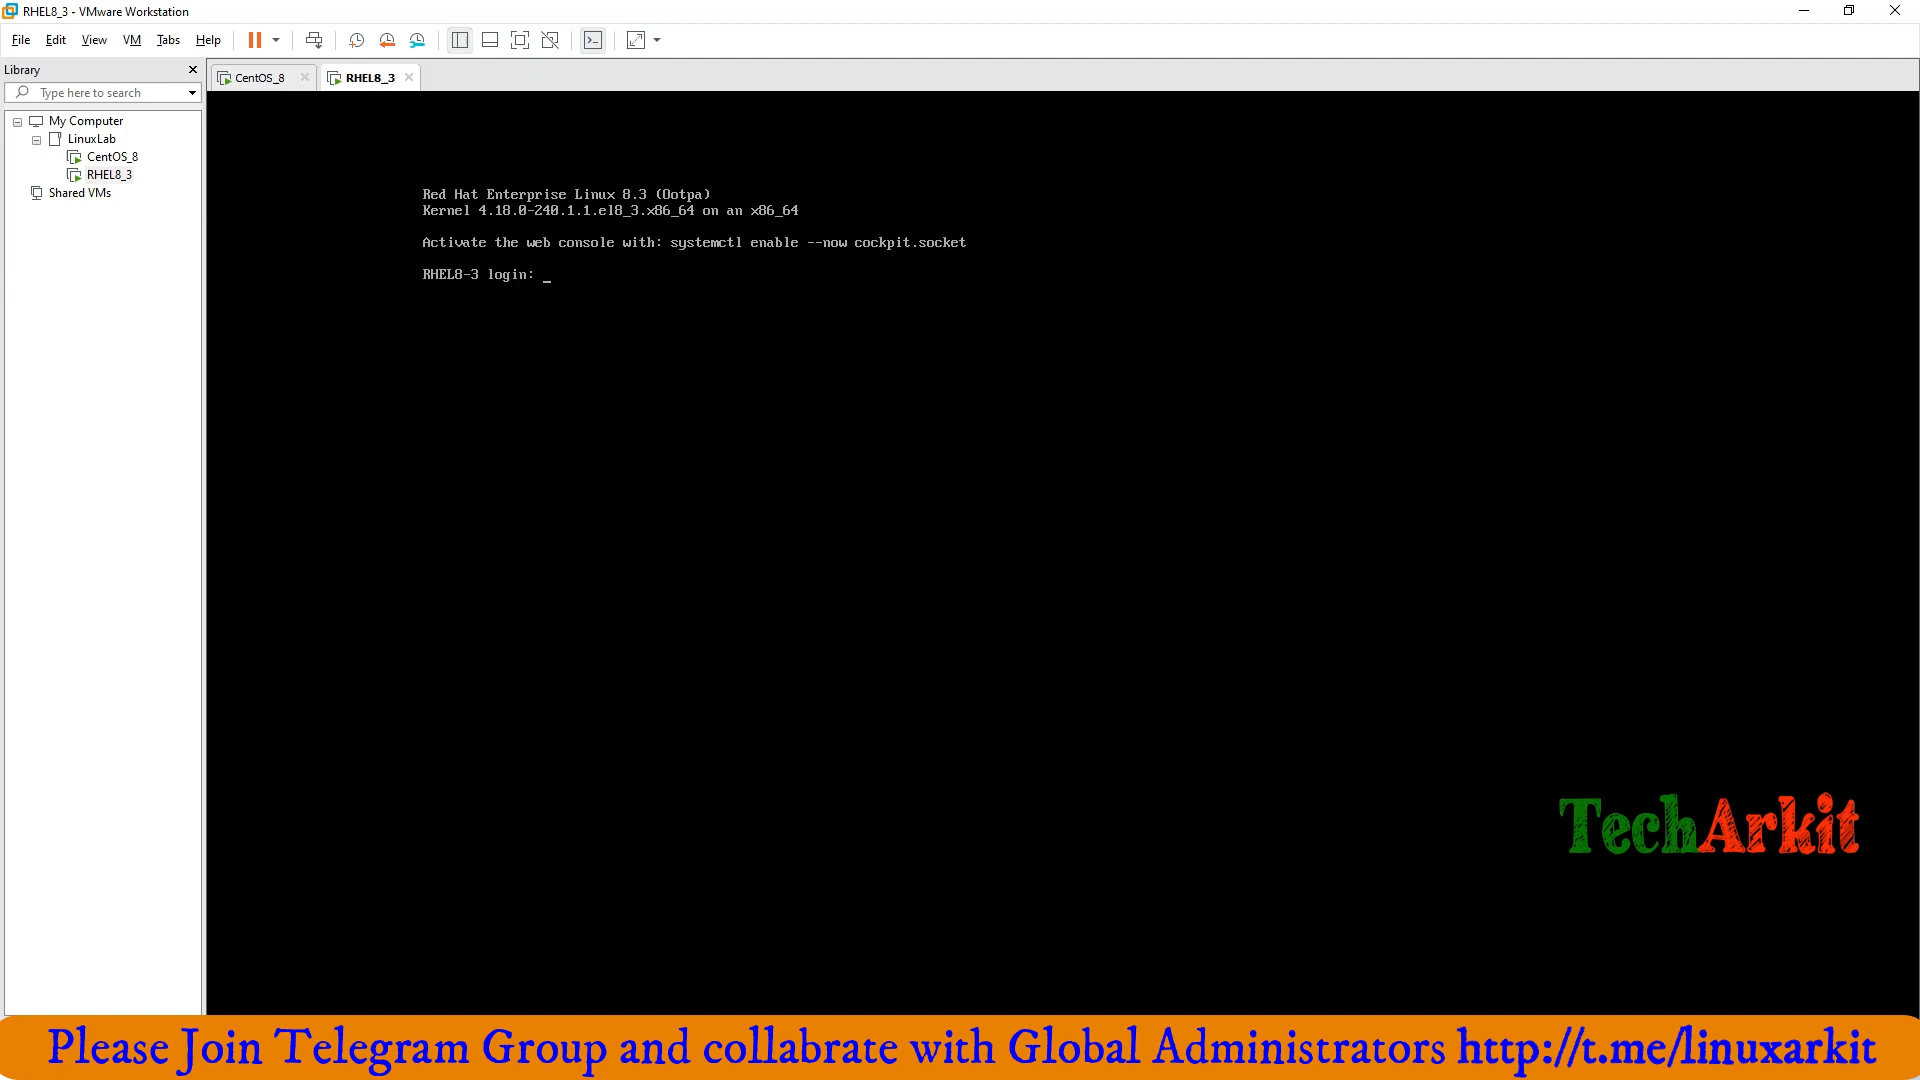 RHEL8_3 - VMware Workstation
File Edit View VM Tabs Help
Library
Type here to search
My Computer
LinuxLab
CentOS_8
RHEL8_3
Shared VMs
CentOS_8
RHEL8_3
Red Hat Enterprise Linux 8.3 (Ootpa)
Kernel 4.18.0-240.1.1.el8_3.x86_64 on an x86_64
Activate the web console with: systemctl enable --now cockpit.socket
RHEL8-3 login: _
TechArkit
Please Join Telegram Group and collabrate with Global Administrators http://t.me/linuxarkit